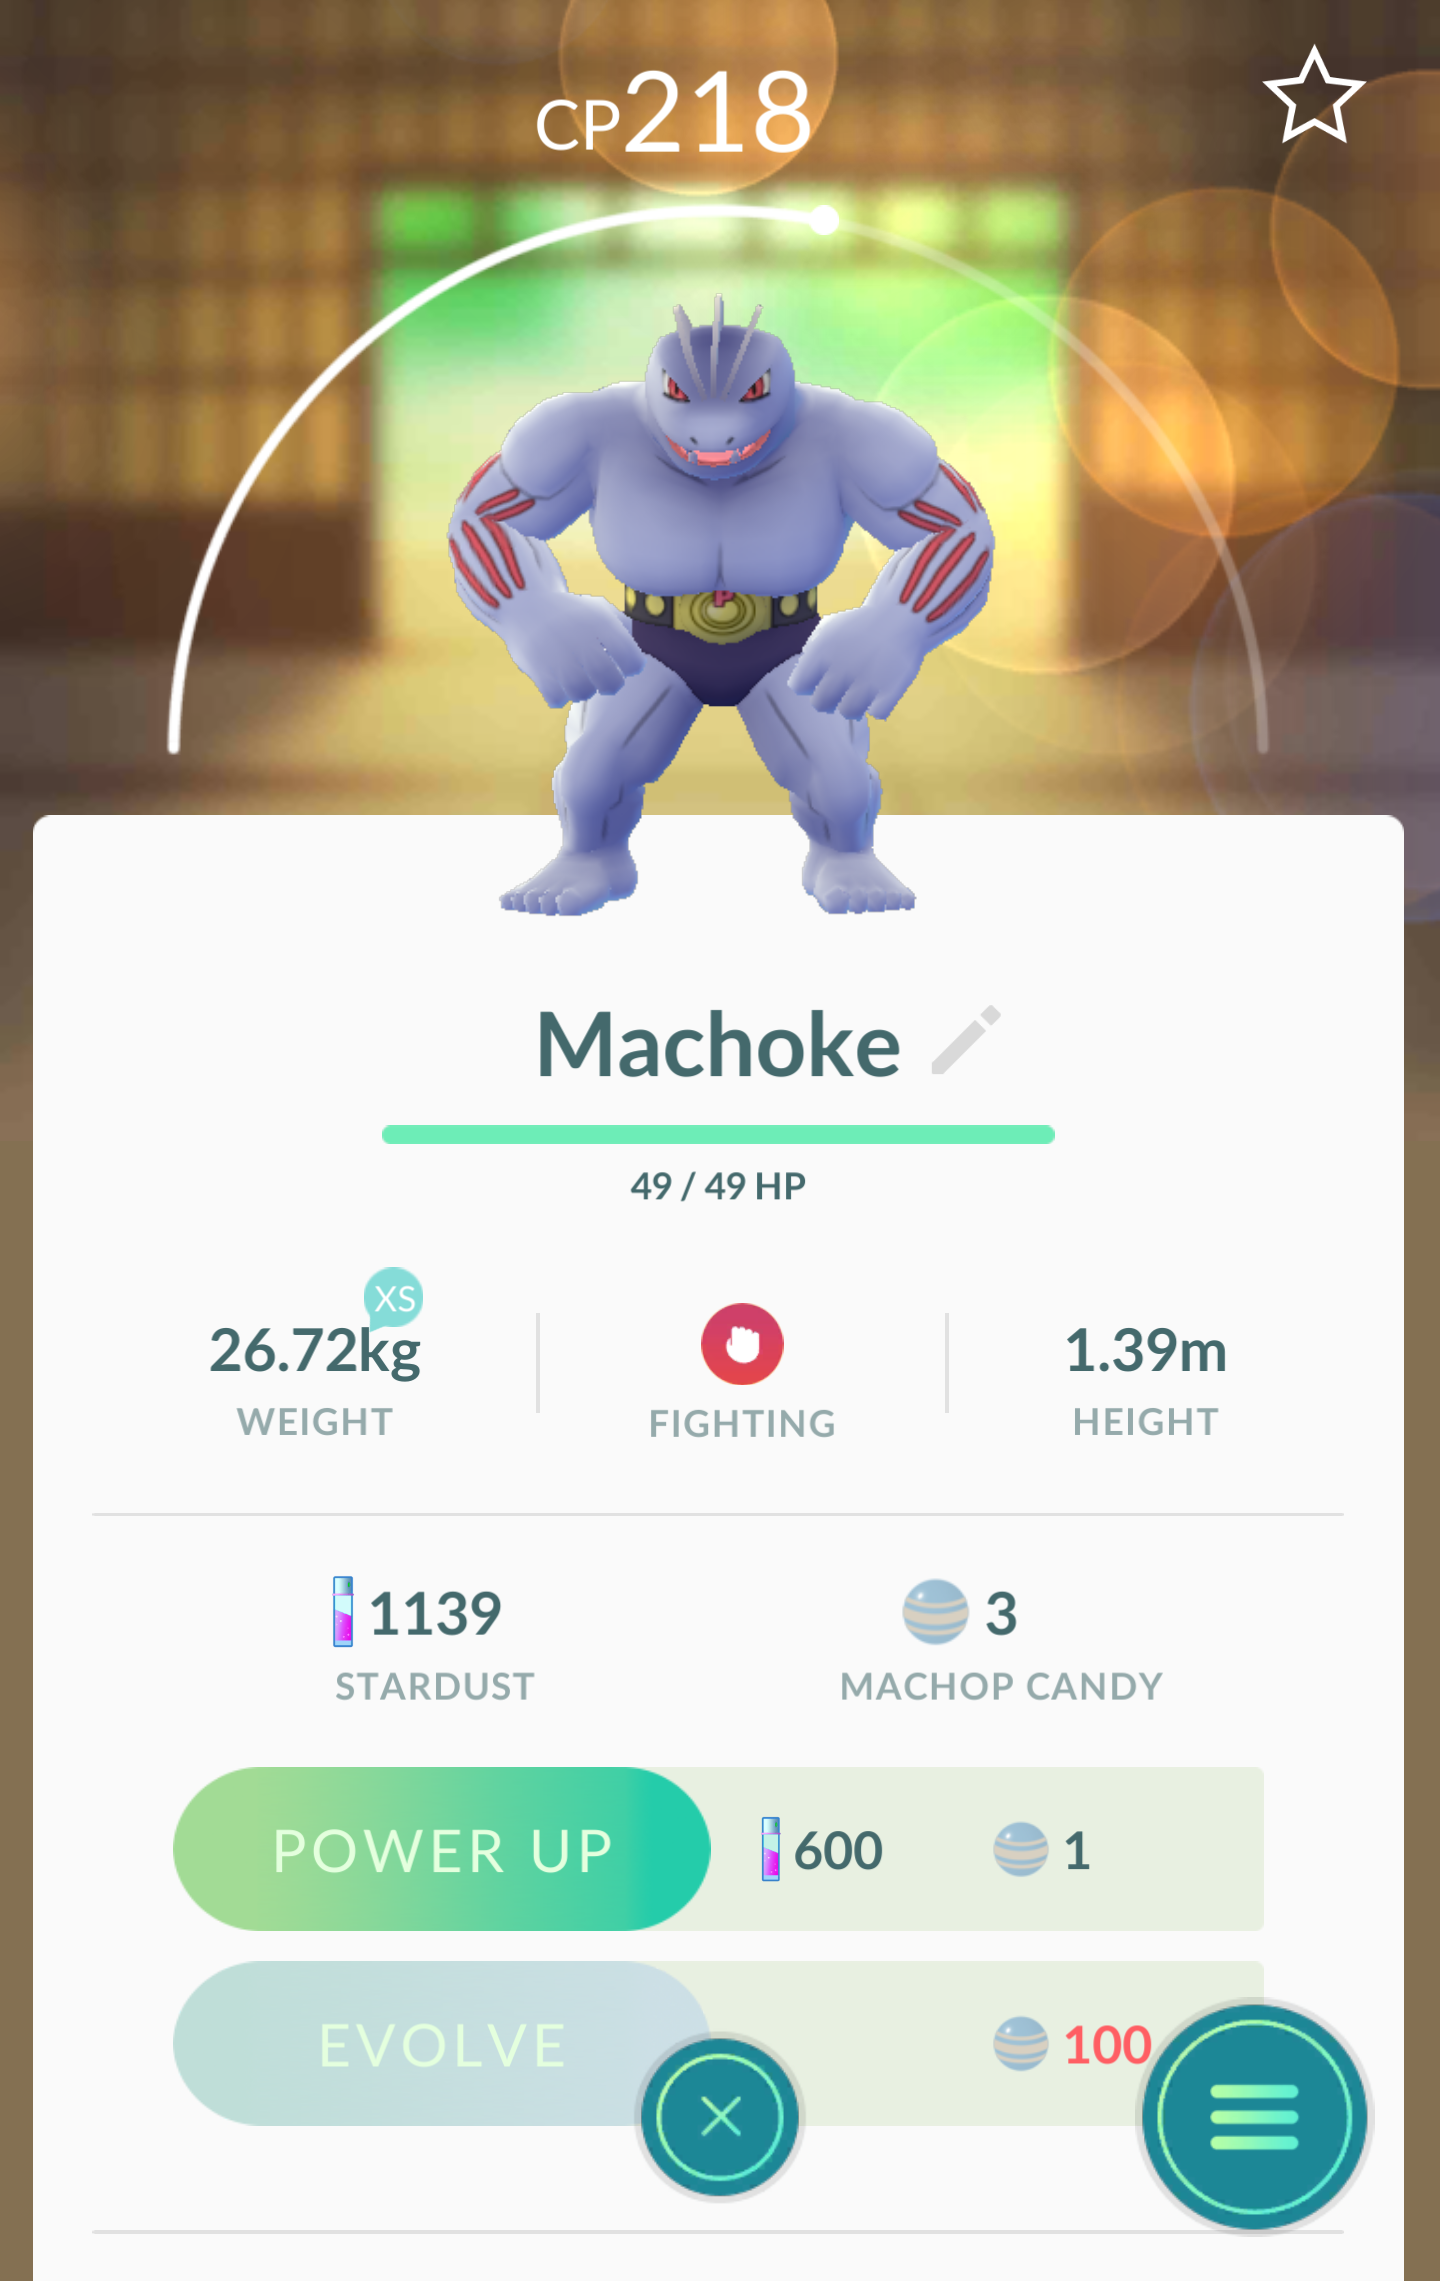 CP218
Machoke
49 / 49 HP
XS
26.72kg
WEIGHT
FIGHTING
1.39m
HEIGHT
1139
STARDUST
3
MACHOP CANDY
POWER UP
600
1
EVOLVE
100